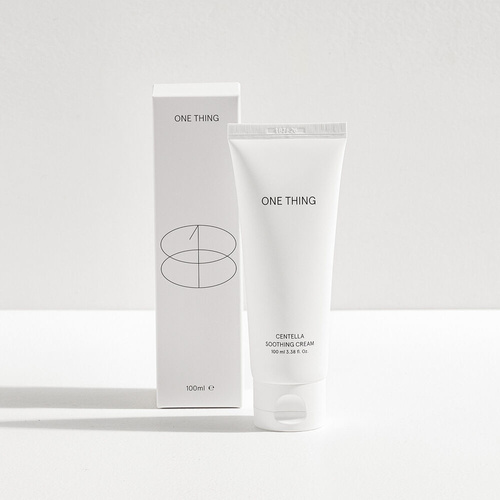 ONE THING
100ml ℮
ONE THING
CENTELLA
SOOTHING CREAM
100 ml 3.38 fl. Oz.